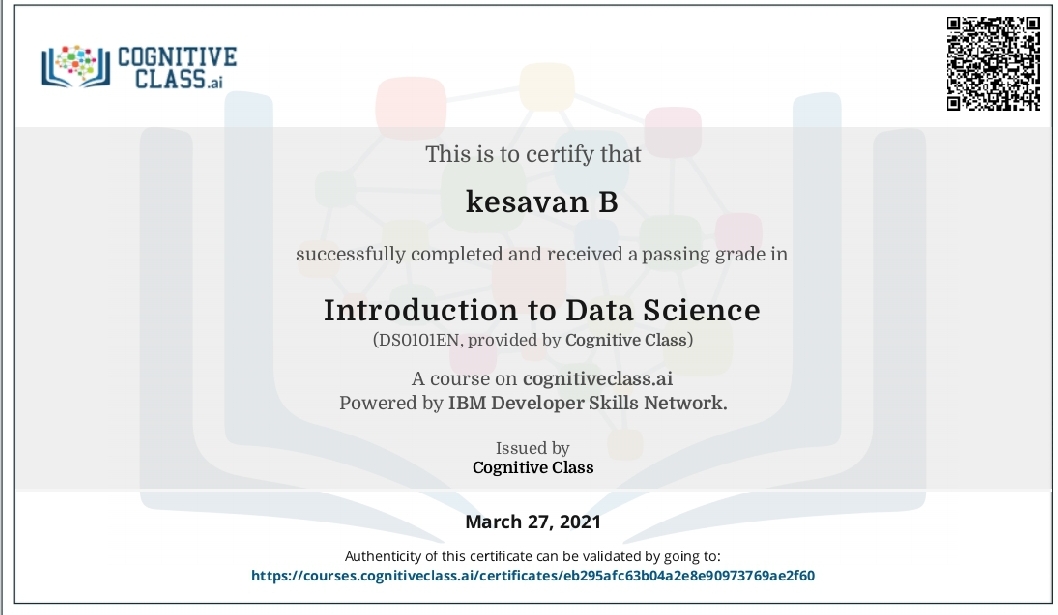 COGNITIVE
CLASS.ai
This is to certify that
kesavan B
successfully completed and received a passing grade in
Introduction to Data Science
(DS0101EN, provided by Cognitive Class)
A course on cognitiveclass.ai
Powered by IBM Developer Skills Network.
Issued by
Cognitive Class
March 27, 2021
Authenticity of this certificate can be validated by going to:
https://courses.cognitiveclass.ai/certificates/eb295afc63b04a2e8e90973769ae2f60